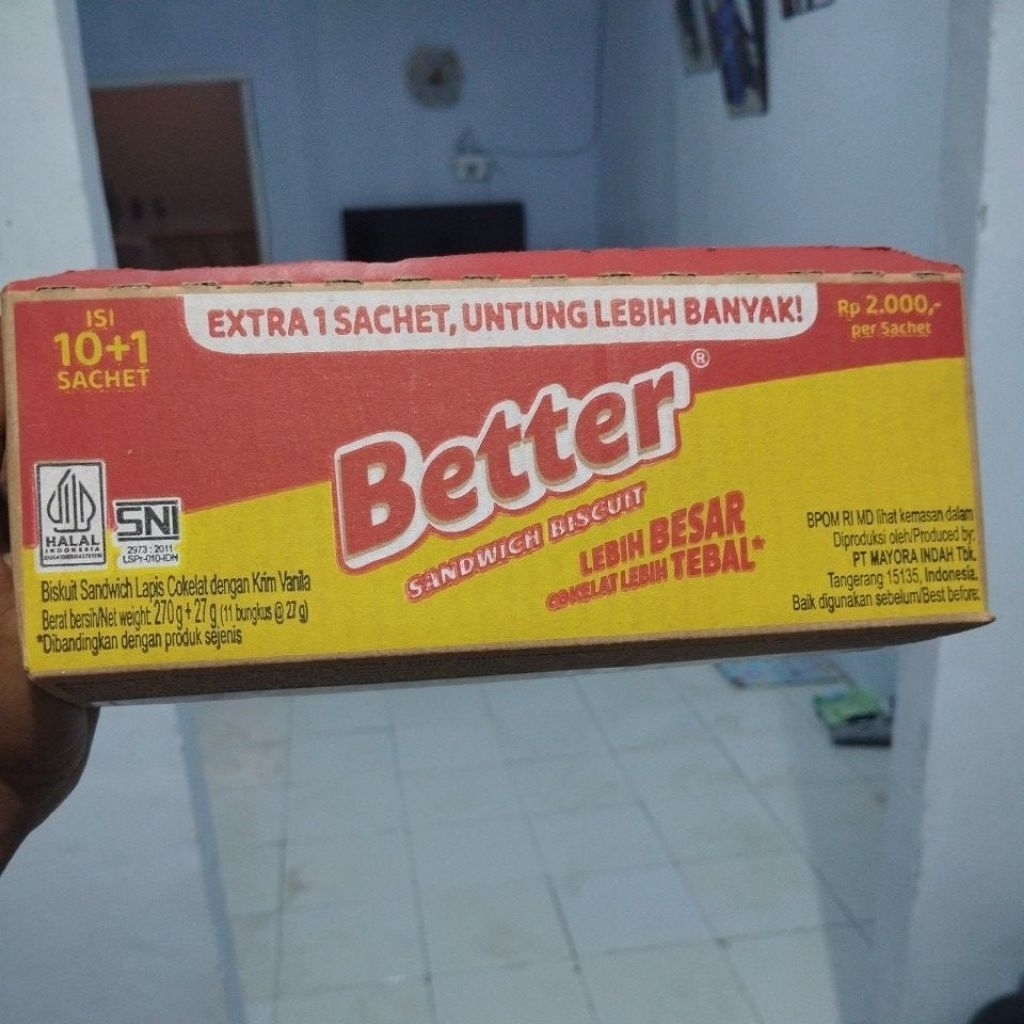 ISI
10+1
SACHET
EXTRA 1 SACHET, UNTUNG LEBIH BANYAK!
Rp 2.000,-
per Sachet
Better®
SANDWICH BISCUIT
LEBIH BESAR
COKELAT LEBIH TEBAL*
HALAL
INDONESIA
SNI
2973 : 2011
LSPr-010-IDN
Biskuit Sandwich Lapis Cokelat dengan Krim Vanila
Berat bersih/Net weight: 270 g + 27 g (11 bungkus @ 27 g)
*Dibandingkan dengan produk sejenis
BPOM RI MD lihat kemasan dalam
Diproduksi oleh/Produced by:
PT MAYORA INDAH Tbk.
Tangerang 15135, Indonesia.
Baik digunakan sebelum/Best before: